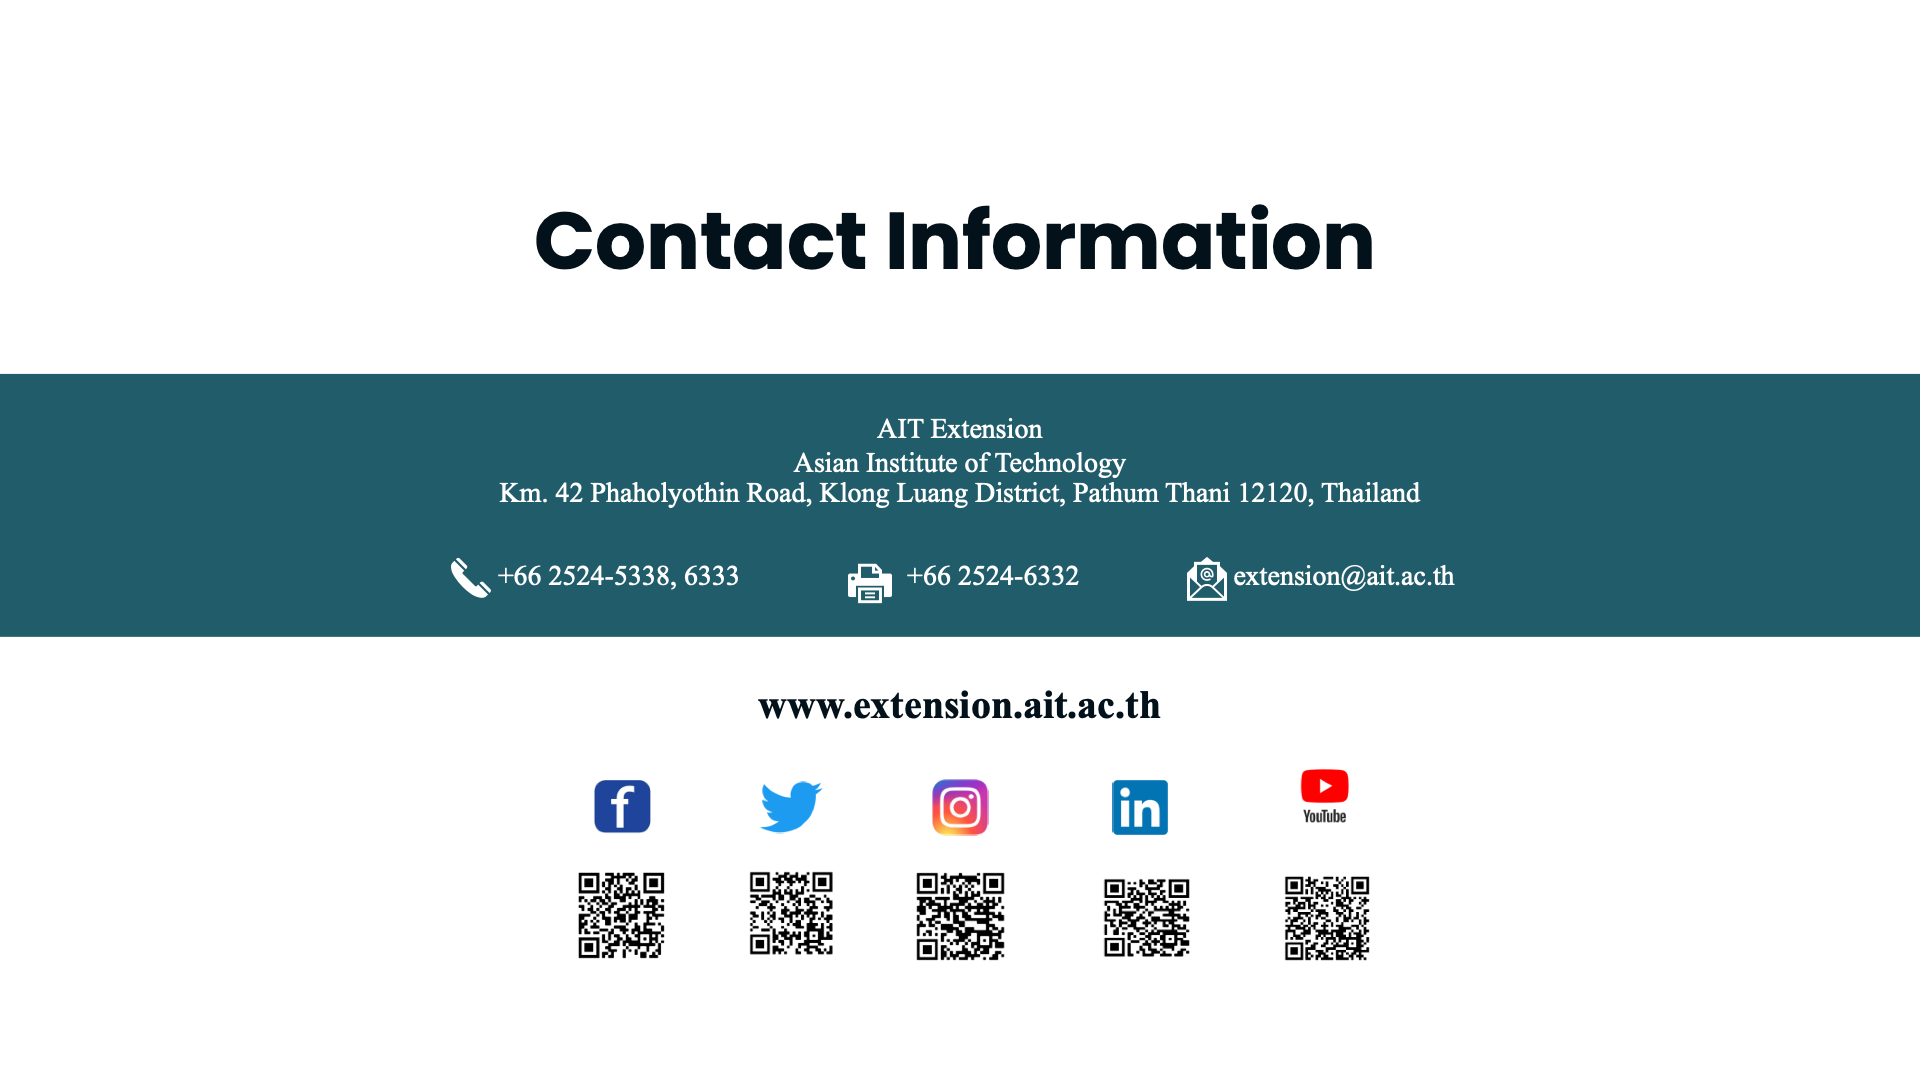 Contact Information
AIT Extension
Asian Institute of Technology
Km. 42 Phaholyothin Road, Klong Luang District, Pathum Thani 12120, Thailand
+66 2524-5338, 6333
+66 2524-6332
extension@ait.ac.th
www.extension.ait.ac.th
YouTube